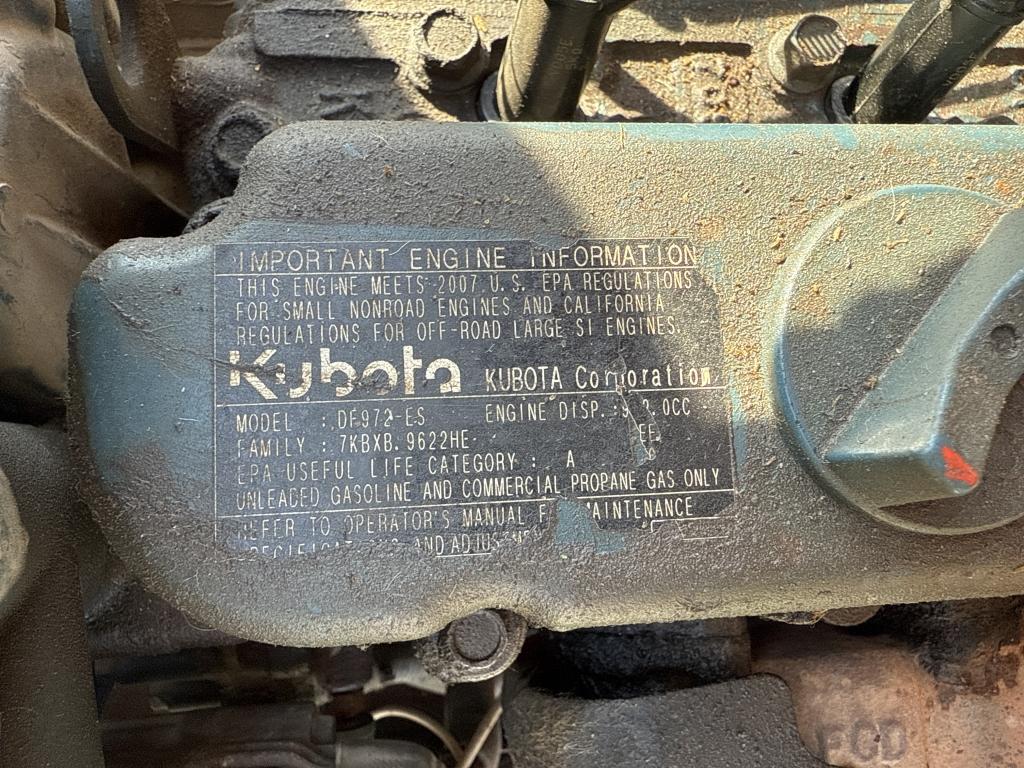 IMPORTANT ENGINE INFORMATION
THIS ENGINE MEETS 2007 U.S. EPA REGULATIONS
FOR SMALL NONROAD ENGINES AND CALIFORNIA
REGULATIONS FOR OFF-ROAD LARGE SI ENGINES.
Kubota KUBOTA Corporation
MODEL : DF972-ES ENGINE DISP.:
FAMILY : 7KBXB.9622HE
EPA USEFUL LIFE CATEGORY : A
UNLEADED GASOLINE AND COMMERCIAL PROPANE GAS ONLY
REFER TO OPERATOR'S MANUAL MAINTENANCE
AND